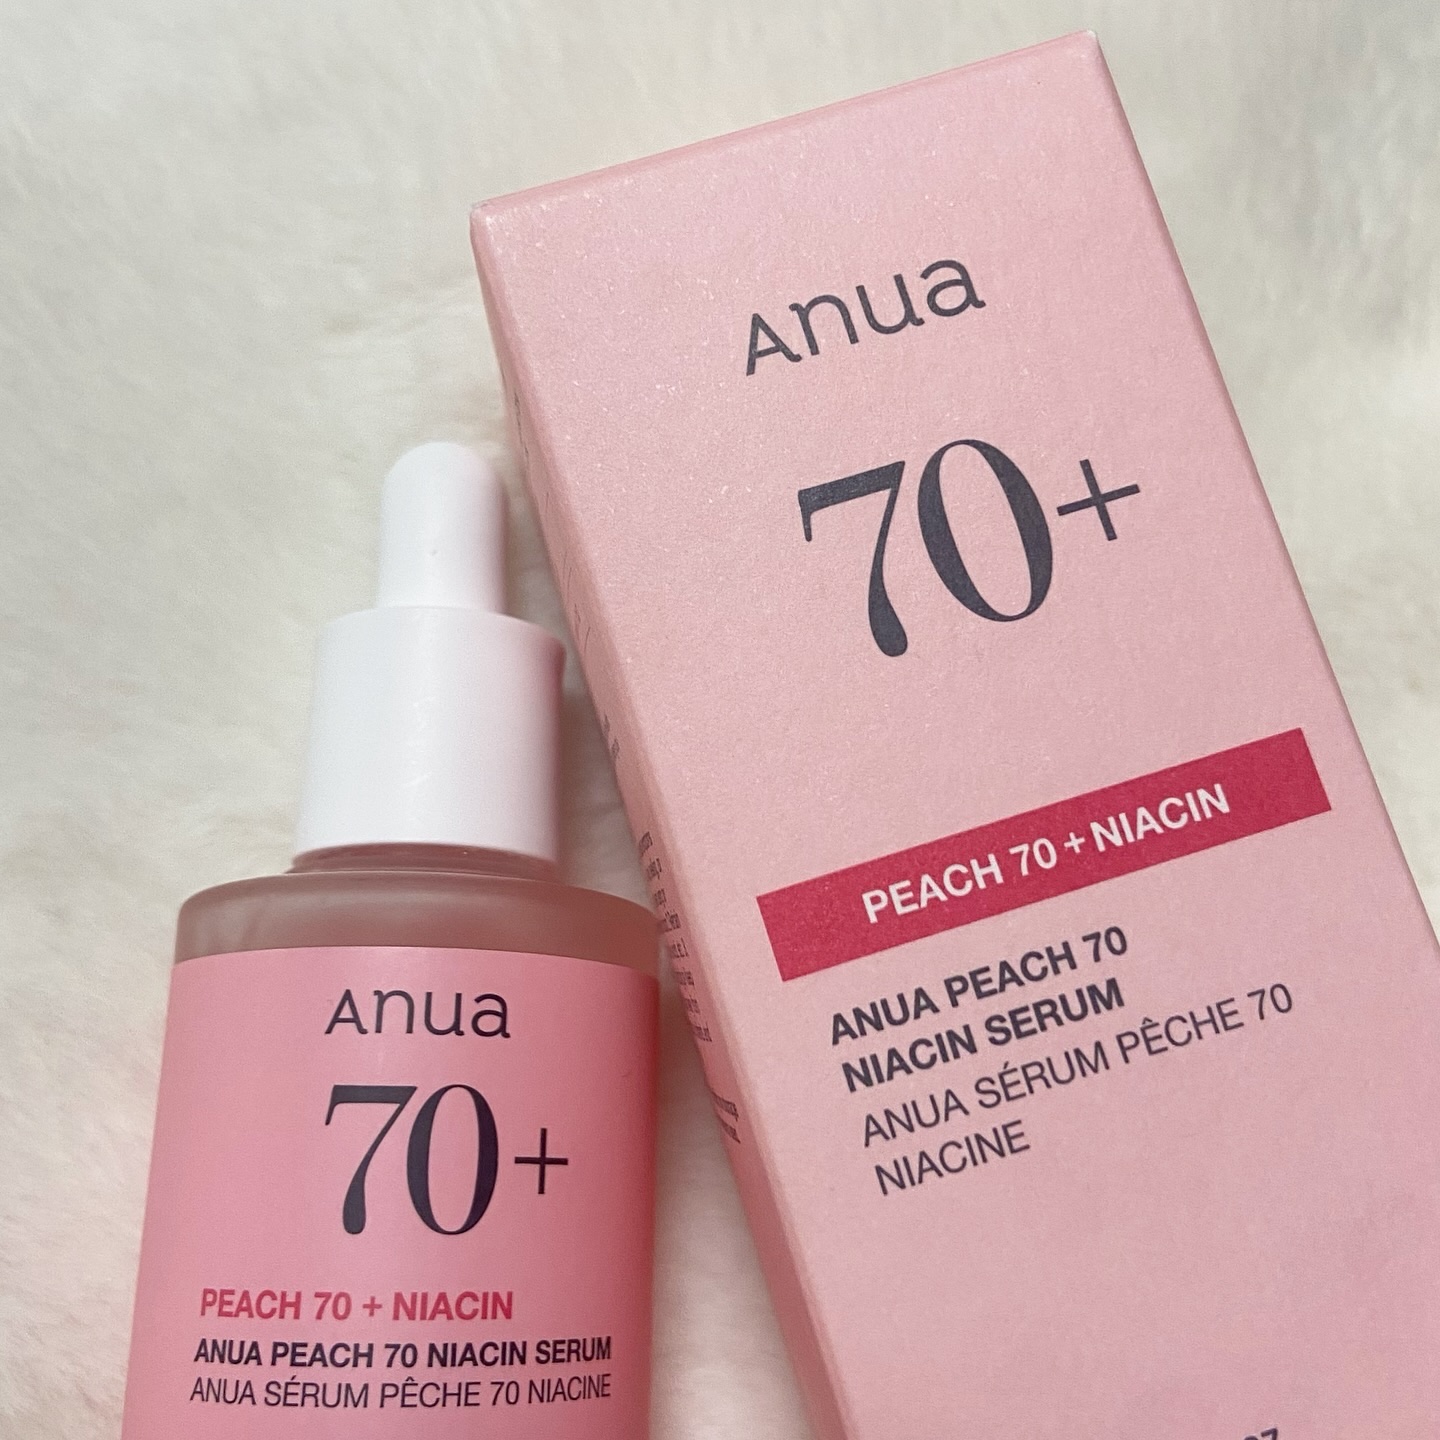 Anua
70+
PEACH 70 + NIACIN
ANUA PEACH 70
NIACIN SERUM
ANUA SÉRUM PÊCHE 70
NIACINE
Anua
70+
PEACH 70 + NIACIN
ANUA PEACH 70 NIACIN SERUM
ANUA SÉRUM PÊCHE 70 NIACINE